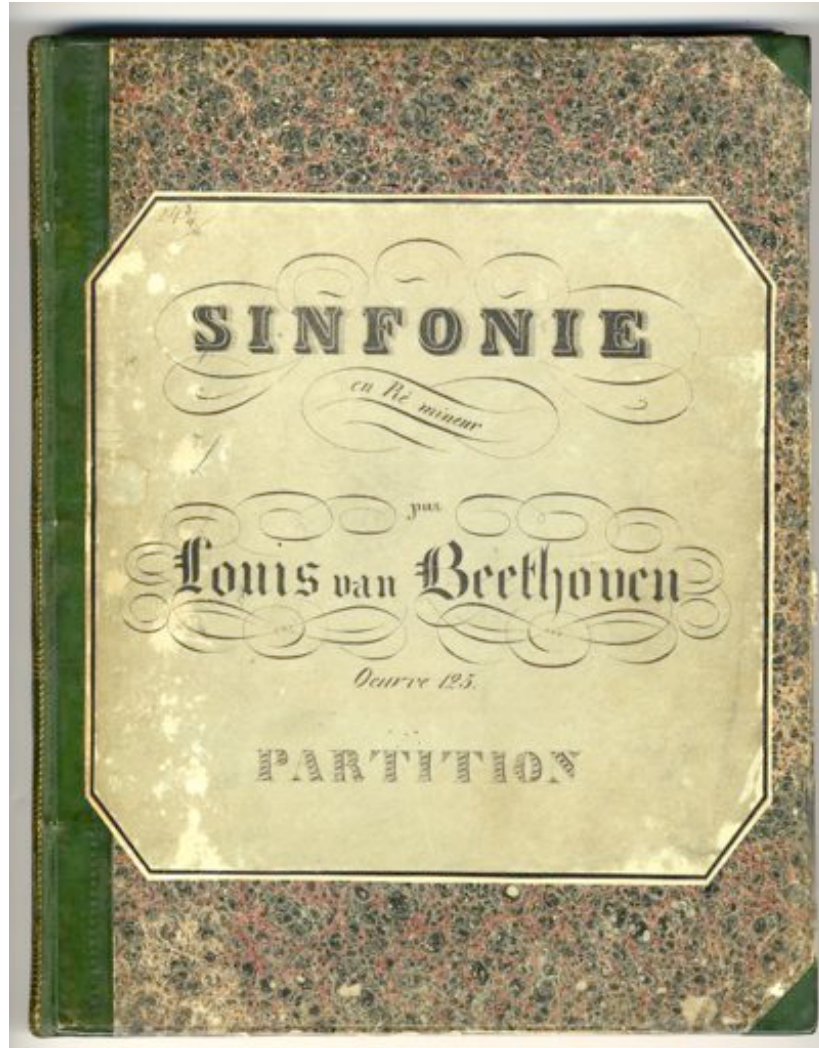 SINFONIE
en Ré mineur
par
Louis van Beethoven
Oeuvre 125.
PARTITION